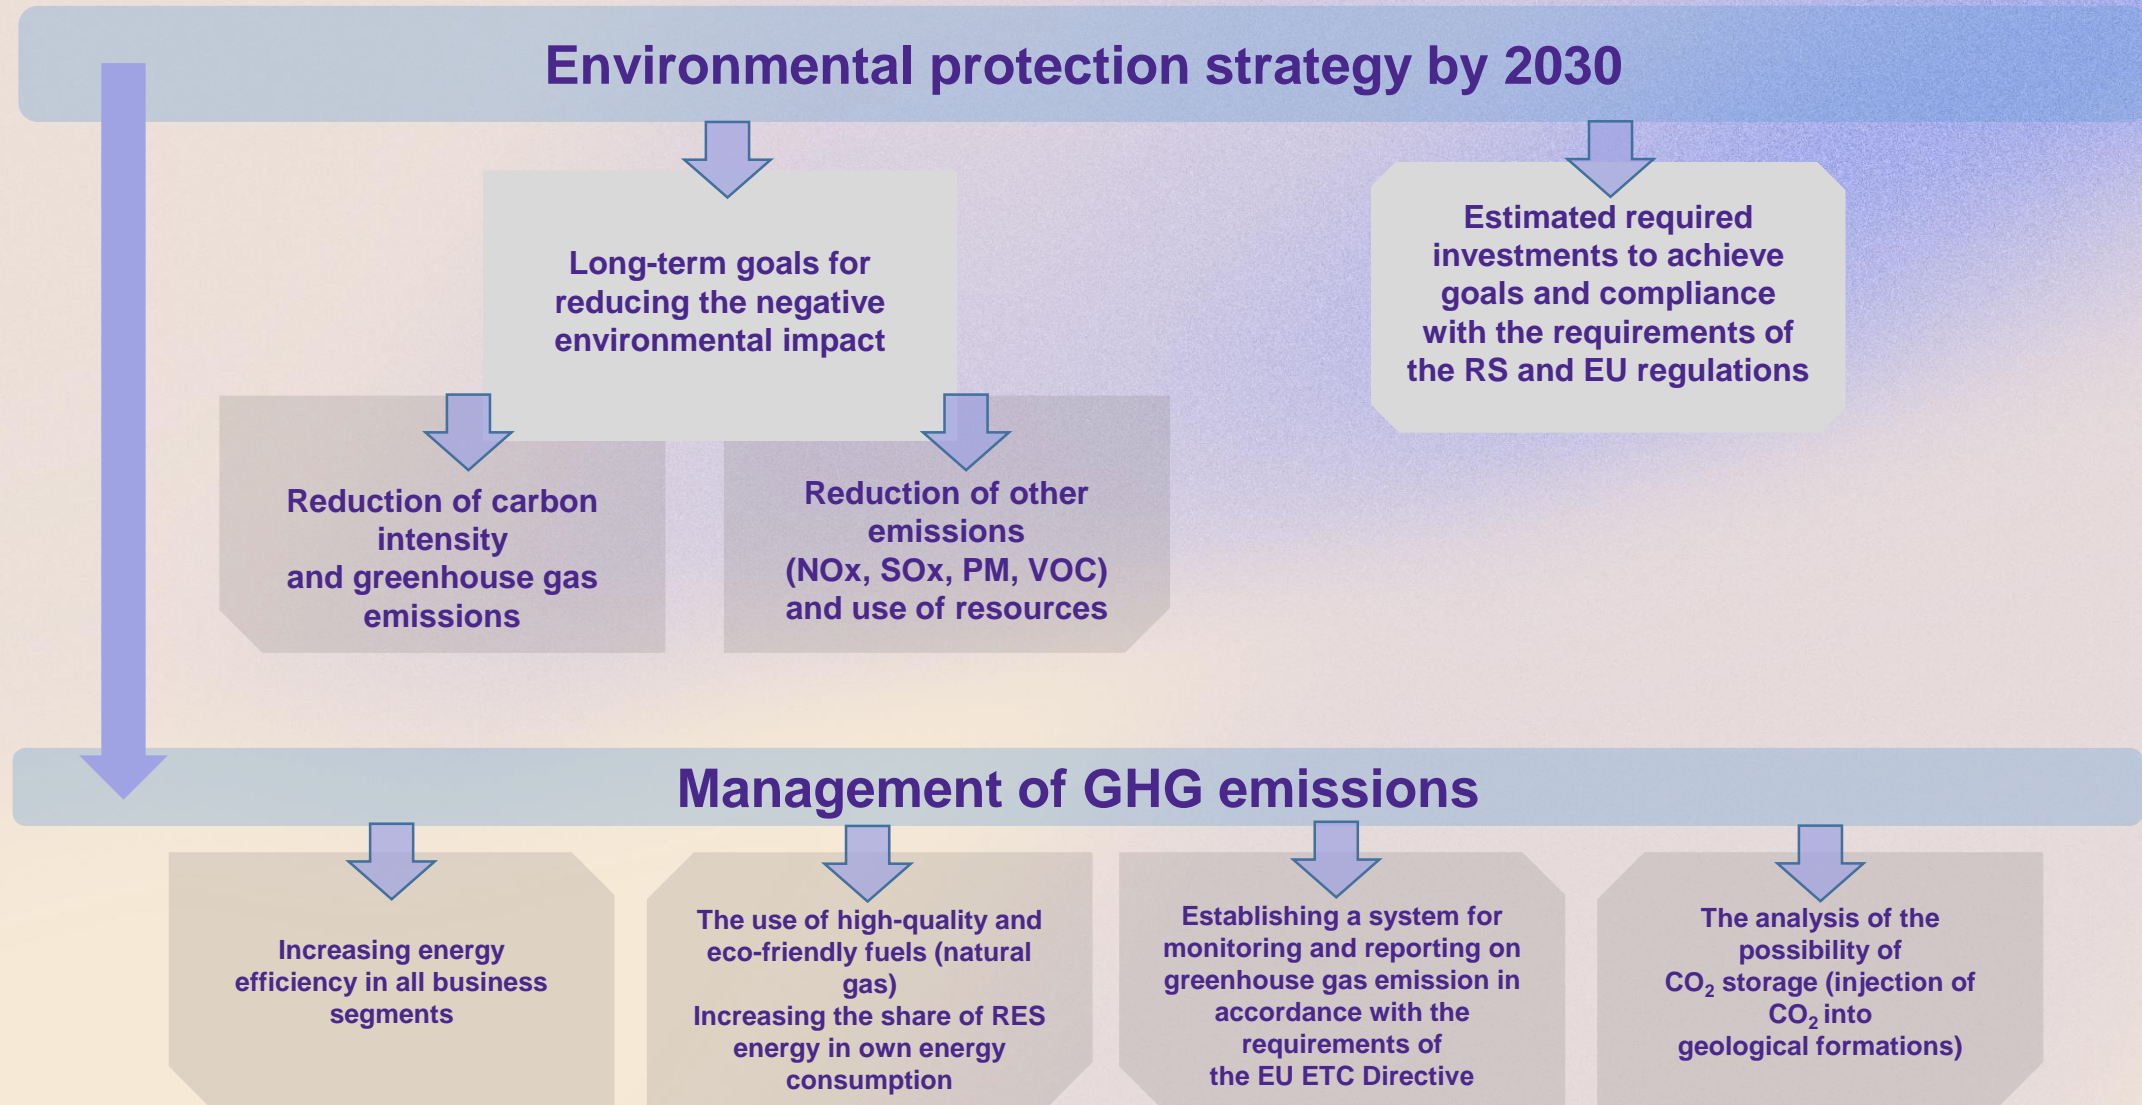 Environmental protection strategy by 2030
Long-term goals for
reducing the negative
environmental impact
Estimated required
investments to achieve
goals and compliance
with the requirements of
the RS and EU regulations
Reduction of carbon
intensity
and greenhouse gas
emissions
Reduction of other
emissions
(NOx, SOx, PM, VOC)
and use of resources
Management of GHG emissions
Increasing energy
efficiency in all business
segments
The use of high-quality and
eco-friendly fuels (natural
gas)
Increasing the share of RES
energy in own energy
consumption
Establishing a system for
monitoring and reporting on
greenhouse gas emission in
accordance with the
requirements of
the EU ETC Directive
The analysis of the
possibility of
CO₂ storage (injection of
CO₂ into
geological formations)